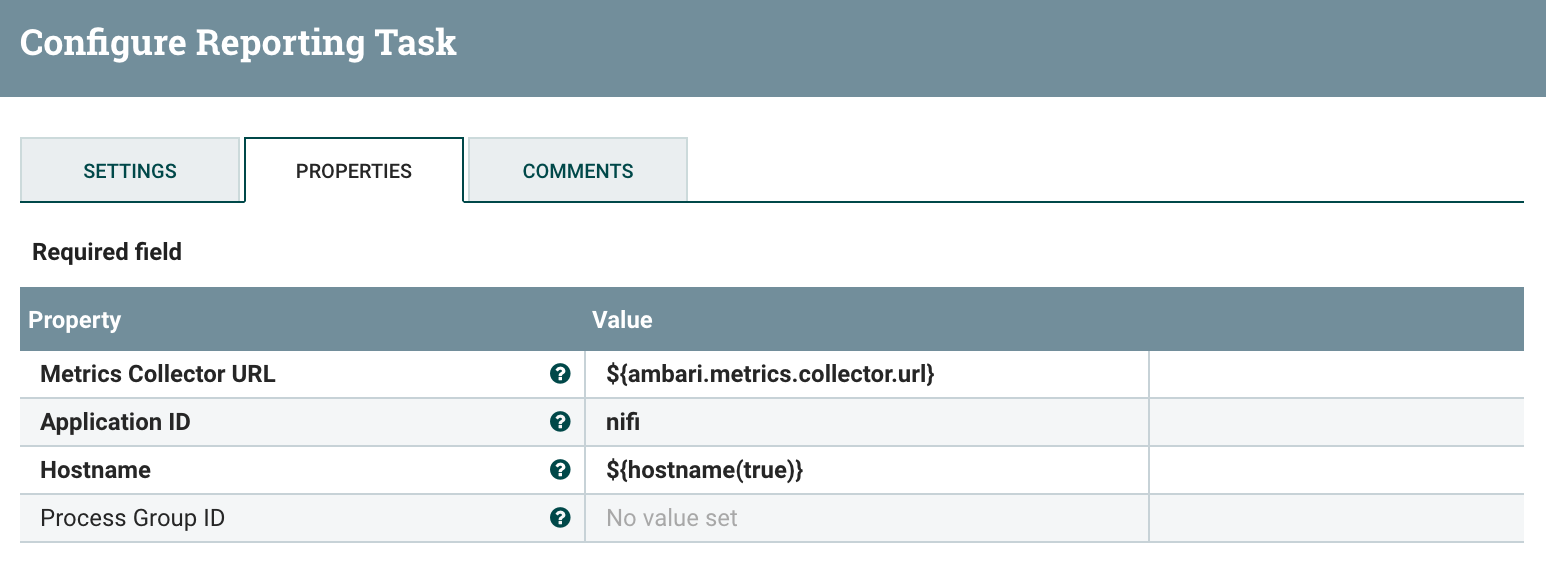 Configure Reporting Task
SETTINGS PROPERTIES COMMENTS
Required field
Property Value
Metrics Collector URL ? ${ambari.metrics.collector.url}
Application ID ? nifi
Hostname ? ${hostname(true)}
Process Group ID ? No value set